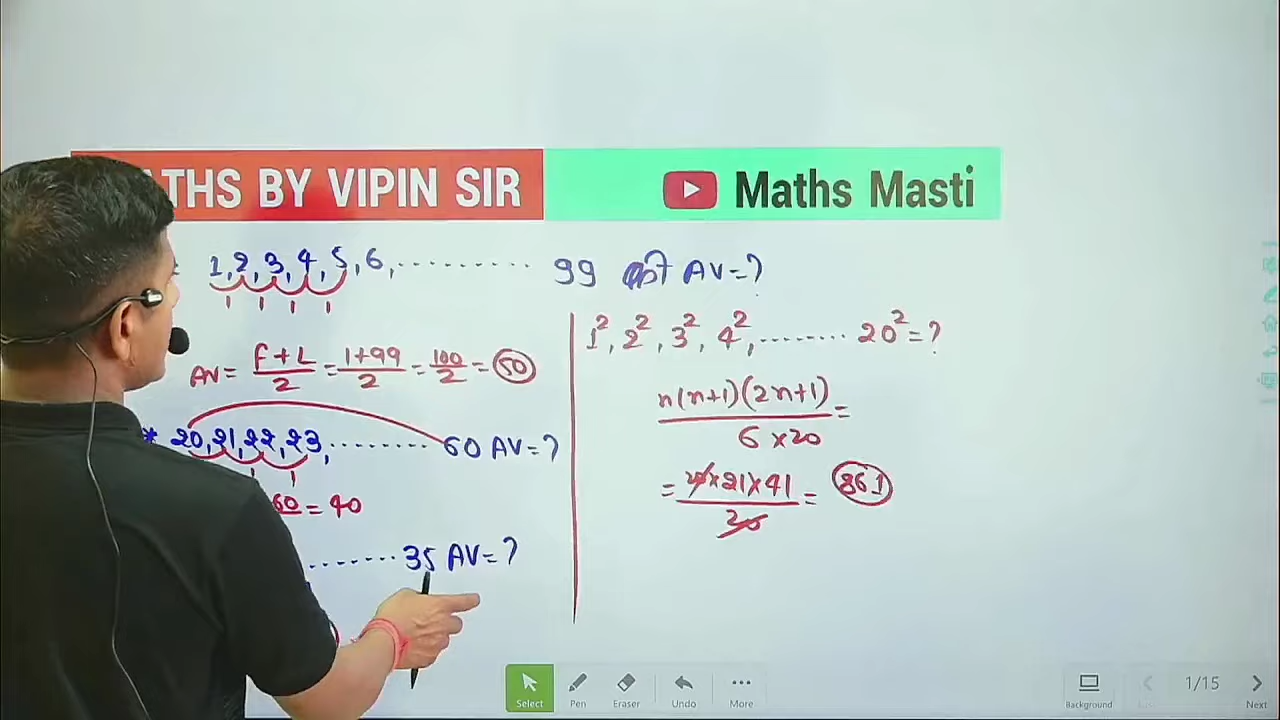 ATHS BY VIPIN SIR
Maths Masti
1, 2, 3, 4, 5, 6, .......... 99 का AV = ?
AV = F+L/2 = 1+99/2 = 100/2 = 50
* 20, 21, 22, 23, ........ 60 AV = ?
60 = 40
....... 35 AV = ?
1², 2², 3², 4², ........ 20² = ?
n(n+1)(2n+1)/6×20 =
= 20×21×41/ = 861
Select
Pen
Eraser
Undo
More
Background
1/15
Next